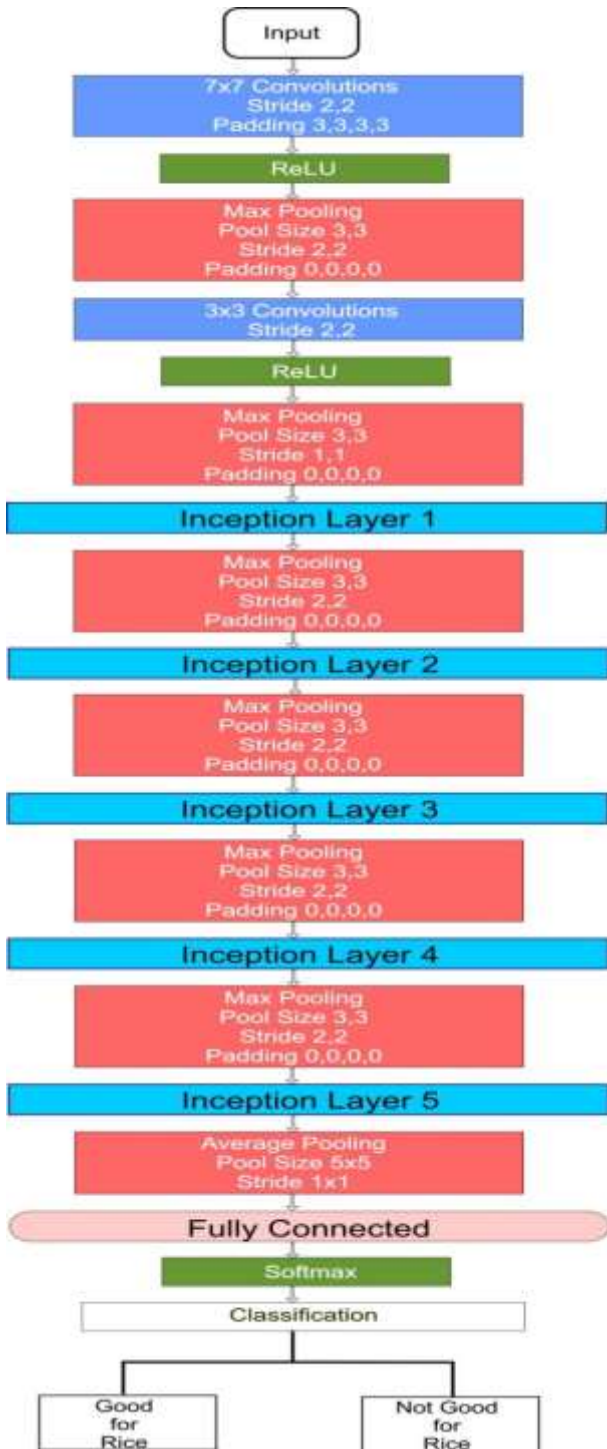 Input
7x7 Convolutions
Stride 2,2
Padding 3,3,3,3
ReLU
Max Pooling
Pool Size 3,3
Stride 2,2
Padding 0,0,0,0
3x3 Convolutions
Stride 2,2
ReLU
Max Pooling
Pool Size 3,3
Stride 1,1
Padding 0,0,0,0
Inception Layer 1
Max Pooling
Pool Size 3,3
Stride 2,2
Padding 0,0,0,0
Inception Layer 2
Max Pooling
Pool Size 3,3
Stride 2,2
Padding 0,0,0,0
Inception Layer 3
Max Pooling
Pool Size 3,3
Stride 2,2
Padding 0,0,0,0
Inception Layer 4
Max Pooling
Pool Size 3,3
Stride 2,2
Padding 0,0,0,0
Inception Layer 5
Average Pooling
Pool Size 5x5
Stride 1x1
Fully Connected
Softmax
Classification
Good
for
Rice
Not Good
for
Rice